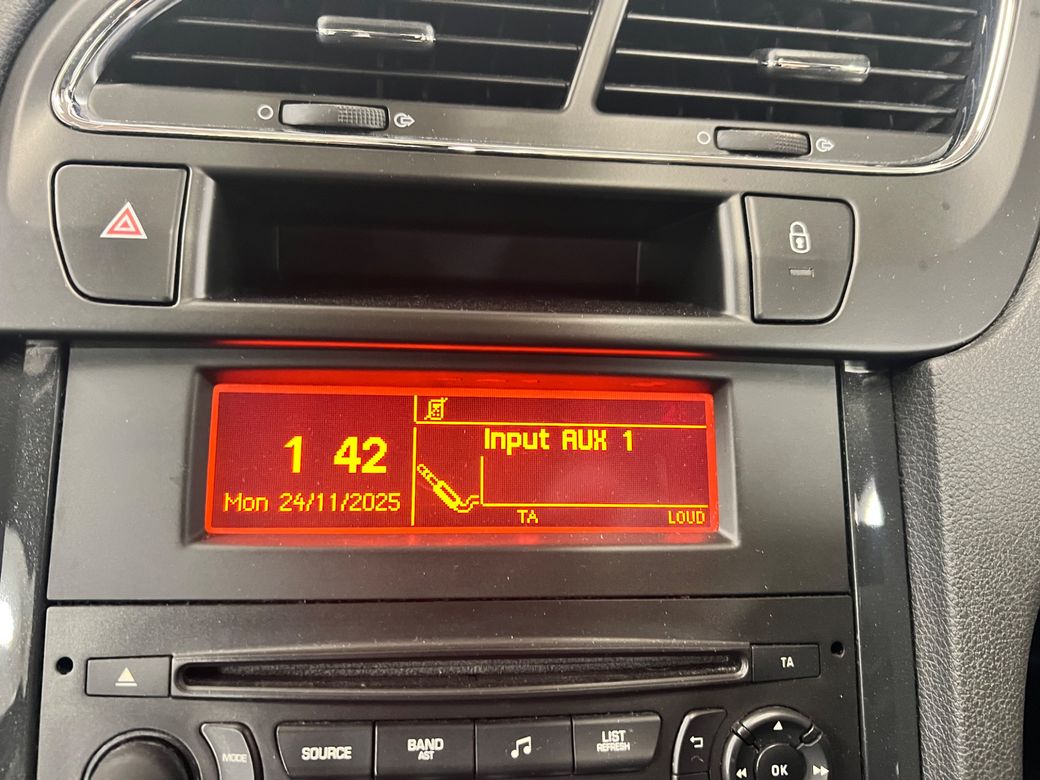 Input AUX 1
1 42
Mon 24/11/2025
TA
LOUD
TA
MODE
SOURCE
BAND
AST
LIST
REFRESH
OK